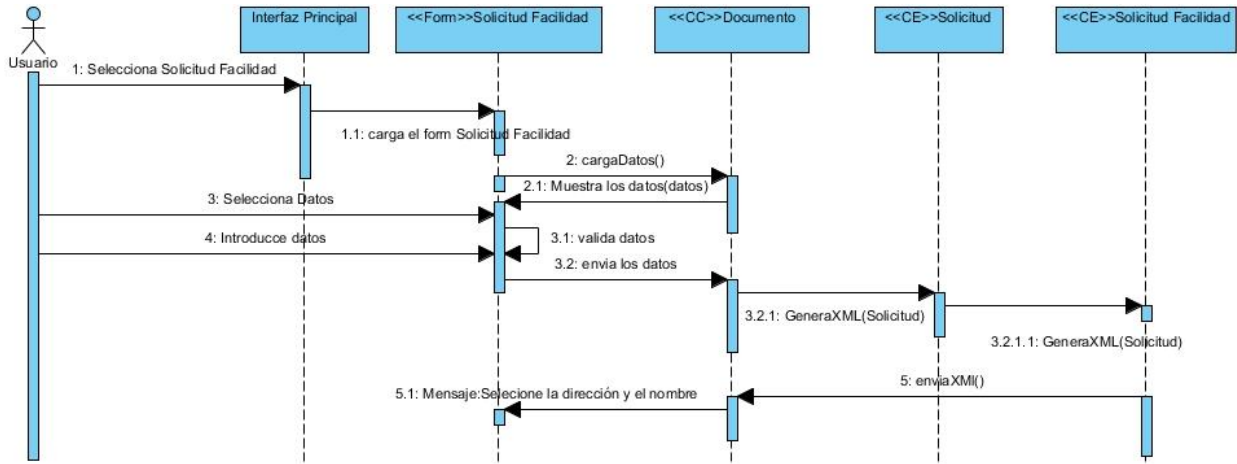 Interfaz Principal
<<Form>>Solicitud Facilidad
<<CC>>Documento
<<CE>>Solicitud
<<CE>>Solicitud Facilidad
Usuario
1: Selecciona Solicitud Facilidad
1.1: carga el form Solicitud Facilidad
2: cargaDatos()
2.1: Muestra los datos(datos)
3: Selecciona Datos
4: Introducce datos
3.1: valida datos
3.2: envia los datos
3.2.1: GeneraXML(Solicitud)
3.2.1.1: GeneraXML(Solicitud)
5: enviaXMl()
5.1: Mensaje:Selecione la dirección y el nombre